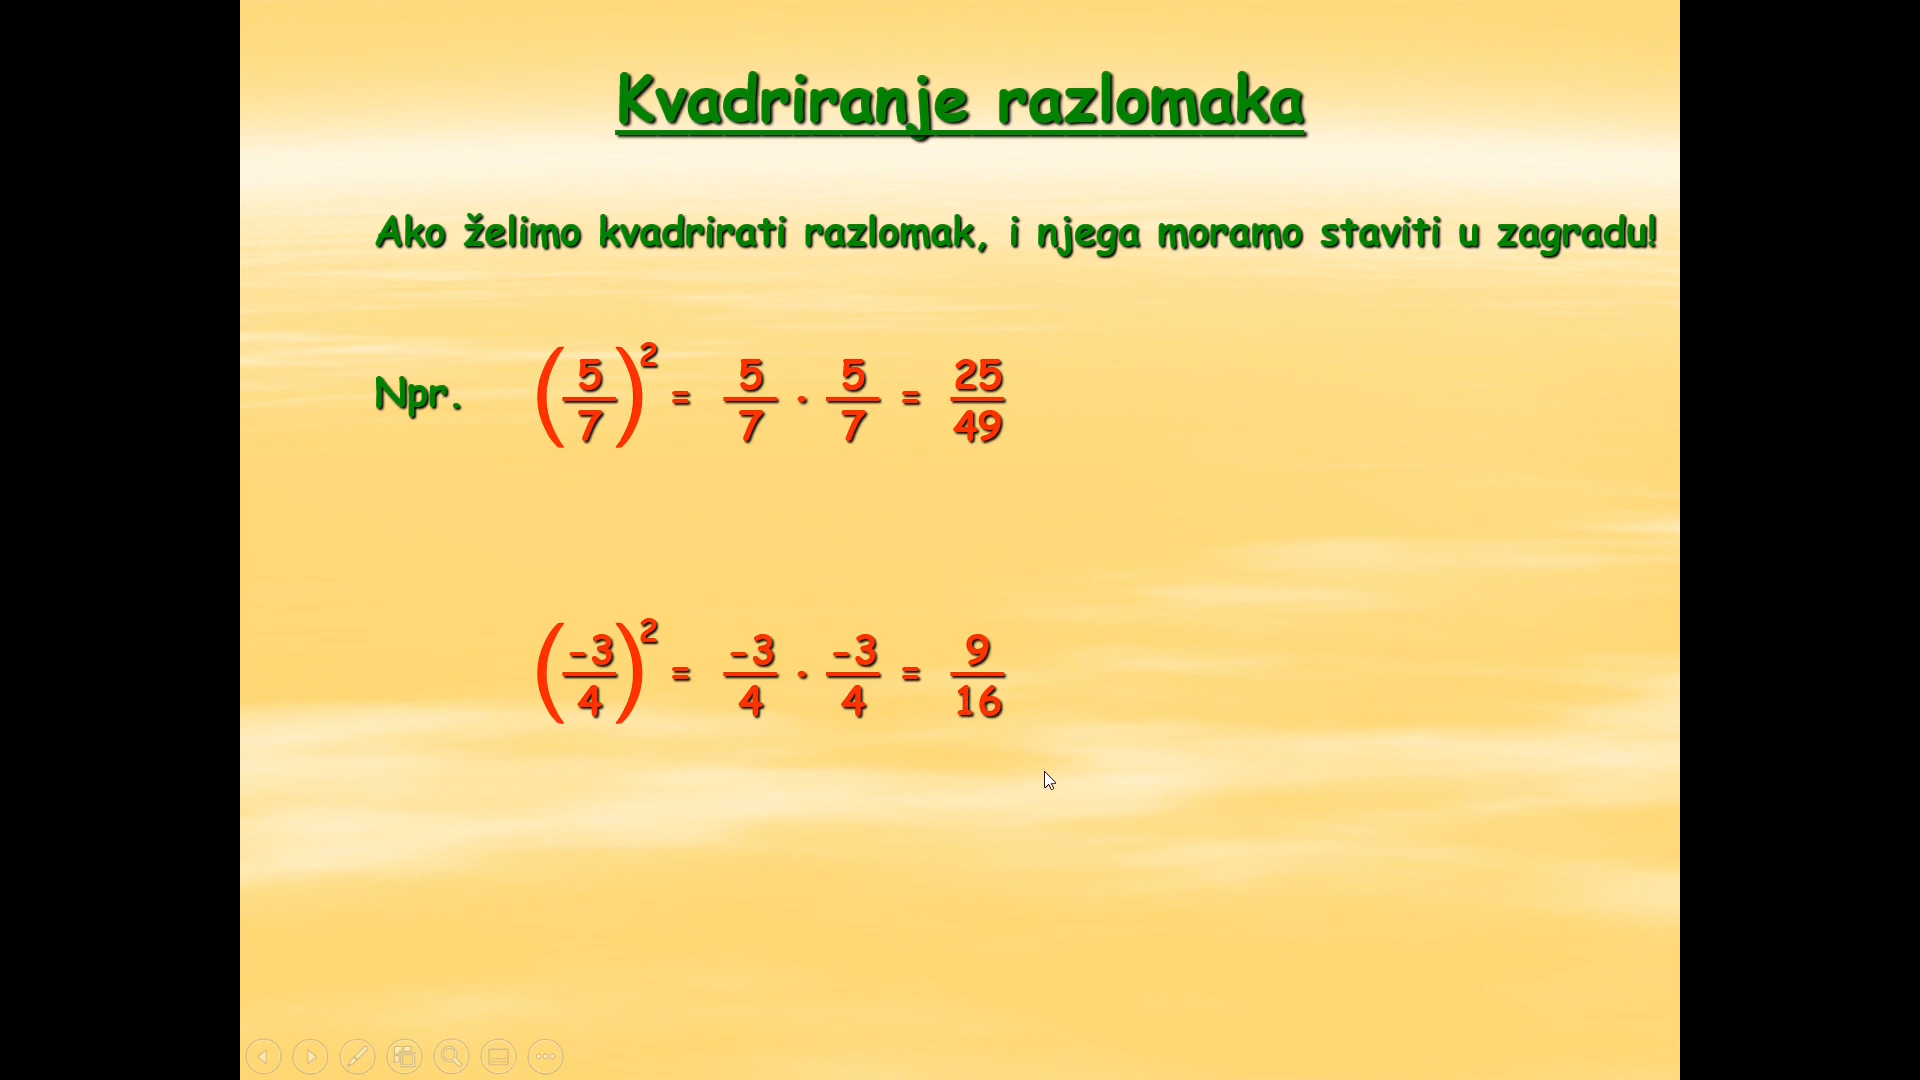 Kvadriranje razlomaka
Ako želimo kvadrirati razlomak, i njega moramo staviti u zagradu!
Npr. (5/7)² = 5/7 · 5/7 = 25/49
(-3/4)² = -3/4 · -3/4 = 9/16